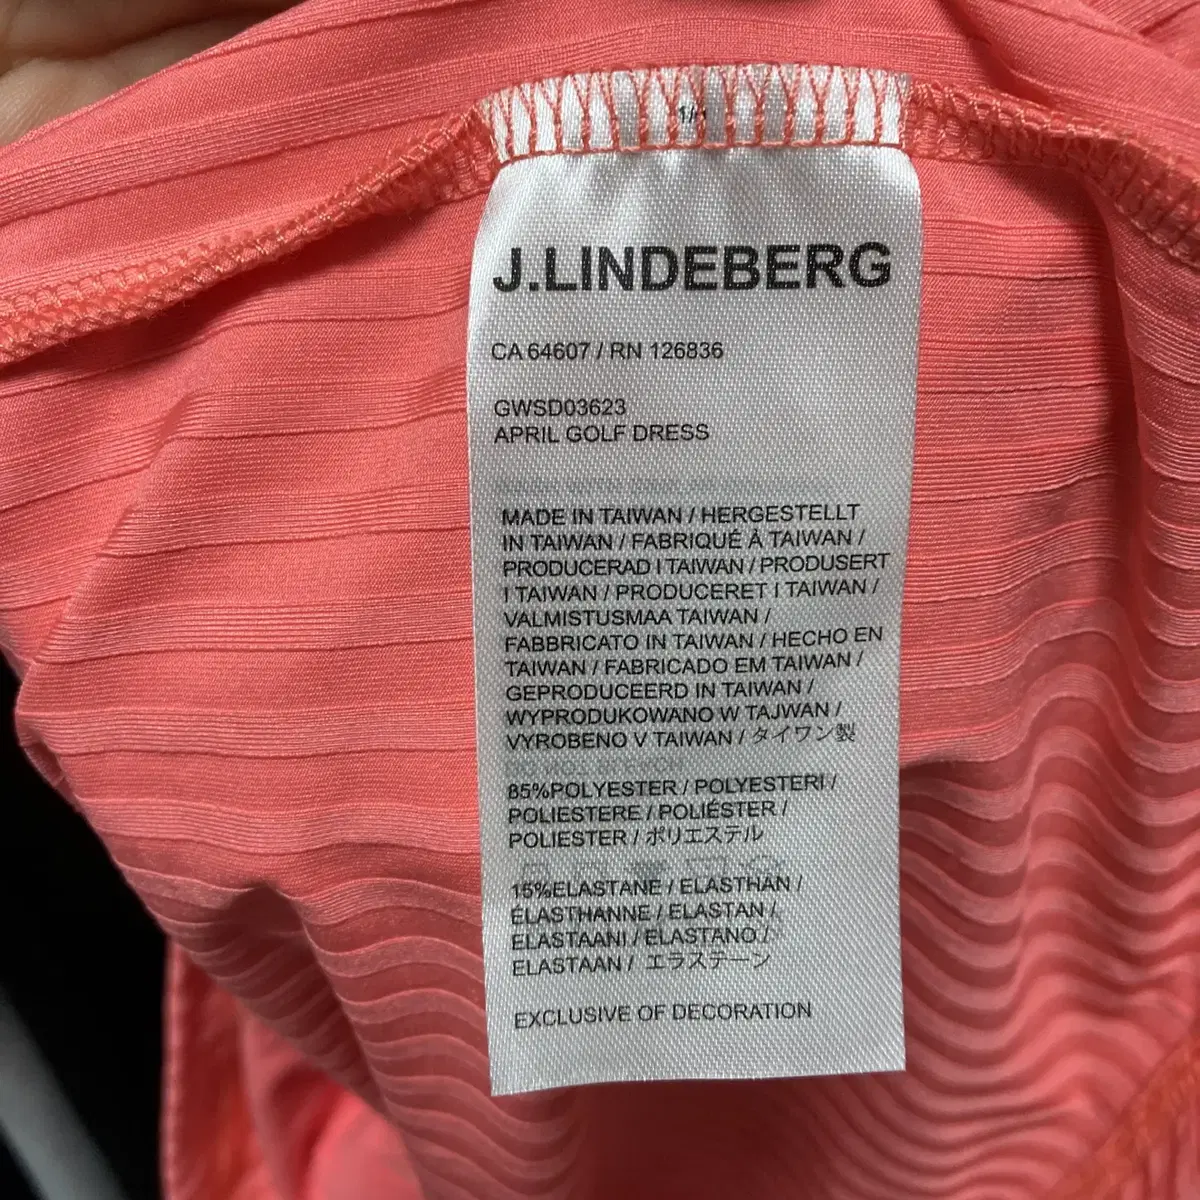 J.LINDEBERG
CA 64607 / RN 126836
GWSD03623
APRIL GOLF DRESS
MADE IN TAIWAN / HERGESTELLT
IN TAIWAN / FABRIQUÉ À TAIWAN /
PRODUCERAD I TAIWAN / PRODUSERT
I TAIWAN / PRODUCERET I TAIWAN /
VALMISTUSMAA TAIWAN /
FABBRICATO IN TAIWAN / HECHO EN
TAIWAN / FABRICADO EM TAIWAN /
GEPRODUCEERD IN TAIWAN /
WYPRODUKOWANO W TAJWAN /
VYROBENO V TAIWAN / タイワン製
85%POLYESTER / POLYESTERI /
POLIESTERE / POLIÉSTER /
POLIESTER / ポリエステル
15%ELASTANE / ELASTHAN /
ÉLASTHANNE / ELASTAN /
ELASTAANI / ELASTANO /
ELASTAAN / エラステーン
EXCLUSIVE OF DECORATION